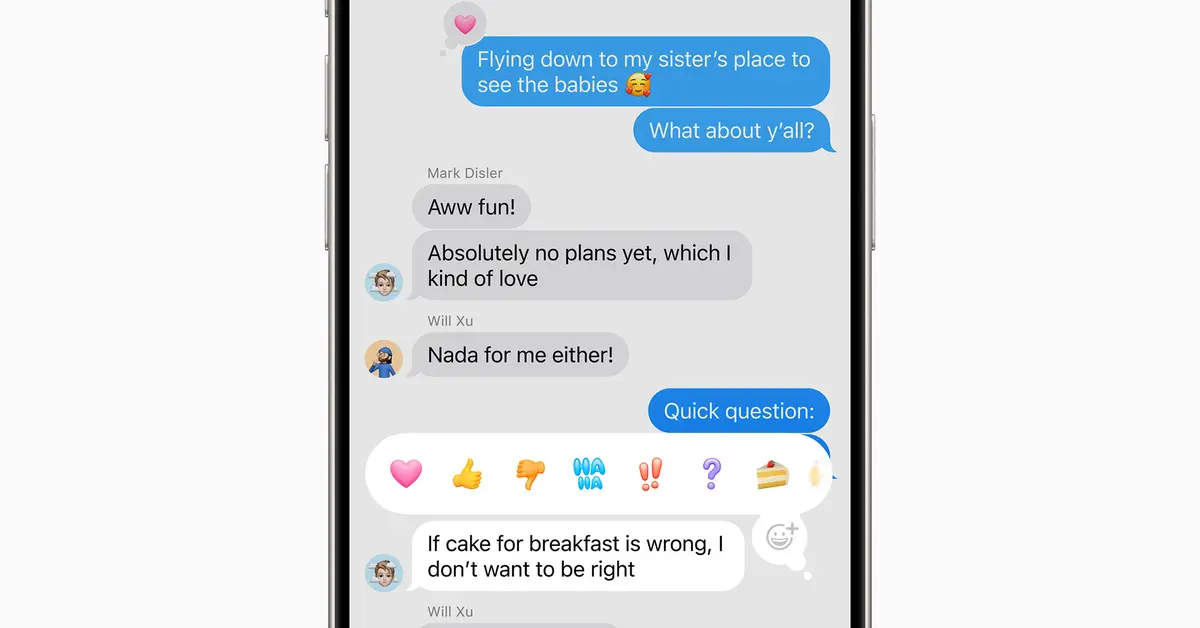 Flying down to my sister’s place to
see the babies 🥰
What about y’all?
Mark Disler
Aww fun!
Absolutely no plans yet, which I
kind of love
Will Xu
Nada for me either!
Quick question:
HA
HA
‼️ ?
If cake for breakfast is wrong, I
don’t want to be right
Will Xu